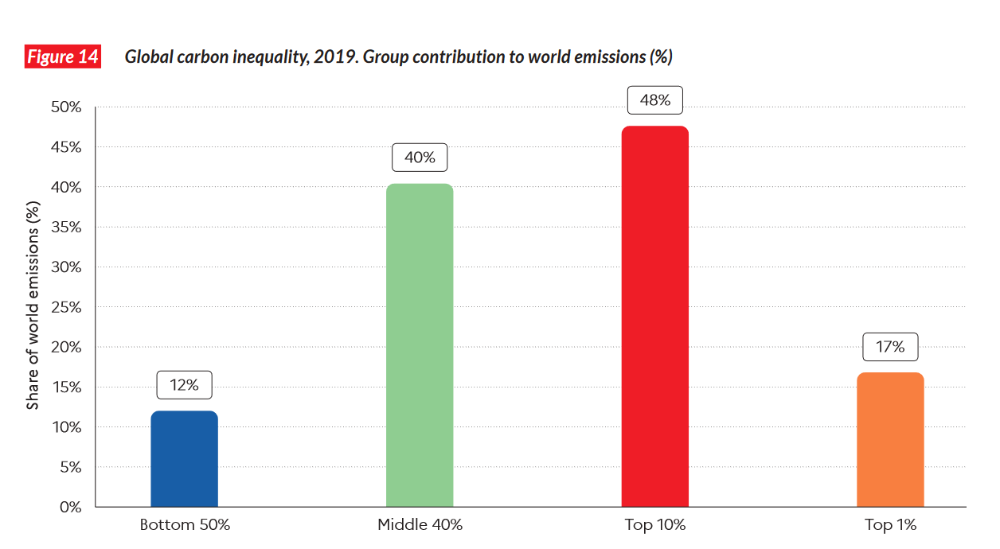 Figure 14 Global carbon inequality, 2019. Group contribution to world emissions (%)
Share of world emissions (%)
50%
45%
40%
35%
30%
25%
20%
15%
10%
5%
0%
12%
40%
48%
17%
Bottom 50%
Middle 40%
Top 10%
Top 1%